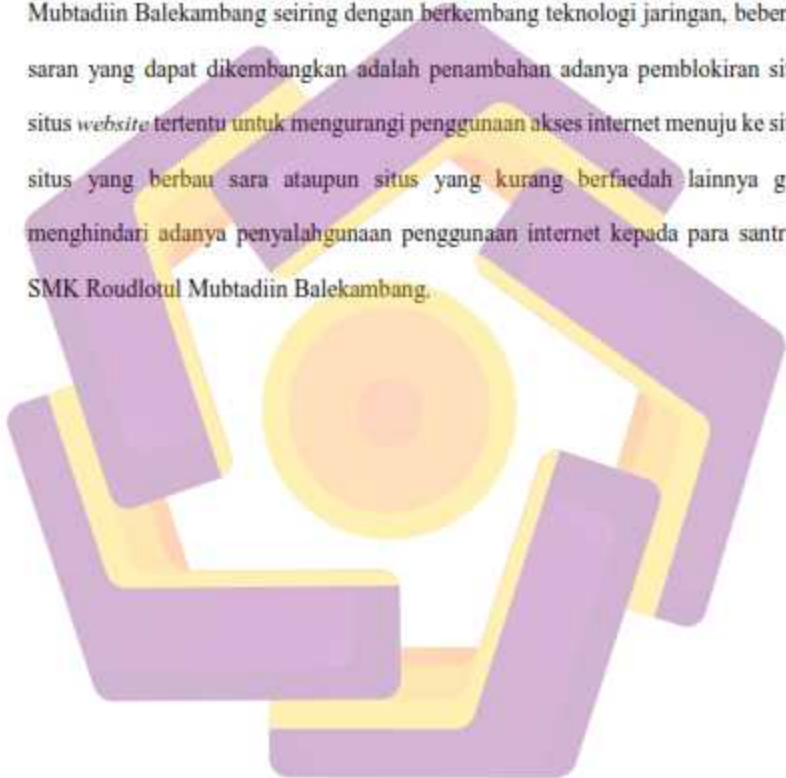 Mubtadiin Balekambang seiring dengan berkembang teknologi jaringan, beber
saran yang dapat dikembangkan adalah penambahan adanya pemblokiran sit
situs website tertentu untuk mengurangi penggunaan akses internet menuju ke sit
situs yang berbau sara ataupun situs yang kurang berfaedah lainnya g
menghindari adanya penyalahgunaan penggunaan internet kepada para santr
SMK Roudlotul Mubtadiin Balekambang.